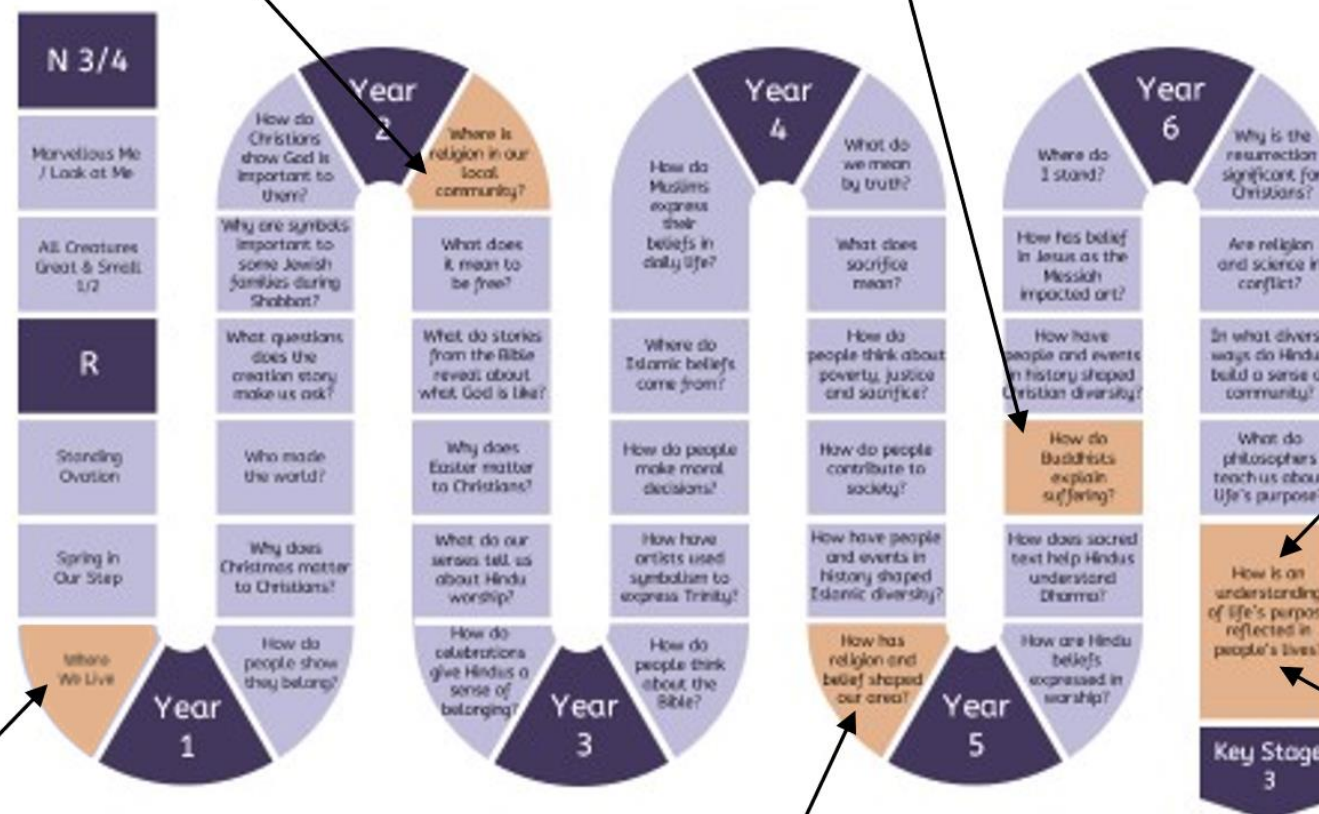 N 3/4
Marvellous Me
/ Look at Me
All Creatures
Great & Small
1/2
R
Standing
Ovation
Spring in
Our Step
Where
We Live
Year
1
How do
people show
they belong?
Why does
Christmas matter
to Christians?
Who made
the world?
What questions
does the
creation story
make us ask?
Why are symbols
important to
some Jewish
families during
Shabbat?
How do
Christians
show God is
important to
them?
Year
2
Where is
religion in our
local
community?
What does
it mean to
be free?
What do stories
from the Bible
reveal about
what God is like?
Why does
Easter matter
to Christians?
What do our
senses tell us
about Hindu
worship?
How do
celebrations
give Hindus a
sense of
belonging?
Year
3
How do
people think
about the
Bible?
How have
artists used
symbolism to
express Trinity?
How do people
make moral
decisions?
Where do
Islamic beliefs
come from?
How do
Muslims
express
their
beliefs in
daily life?
Year
4
What do
we mean
by truth?
What does
sacrifice
mean?
How do
people think about
poverty, justice
and sacrifice?
How do people
contribute to
society?
How have people
and events in
history shaped
Islamic diversity?
How has
religion and
belief shaped
our area?
Year
5
How are Hindu
beliefs
expressed in
worship?
How does sacred
text help Hindus
understand
Dharma?
How do
Buddhists
explain
suffering?
How have
people and events
in history shaped
Christian diversity?
How has belief
in Jesus as the
Messiah
impacted art?
Where do
I stand?
Year
6
Why is the
resurrection
significant for
Christians?
Are religion
and science in
conflict?
In what divers
ways do Hindu
build a sense o
community?
What do
philosophers
teach us abou
life's purpose?
How is an
understanding
of life's purpos
reflected in
people's lives?
Key Stage
3